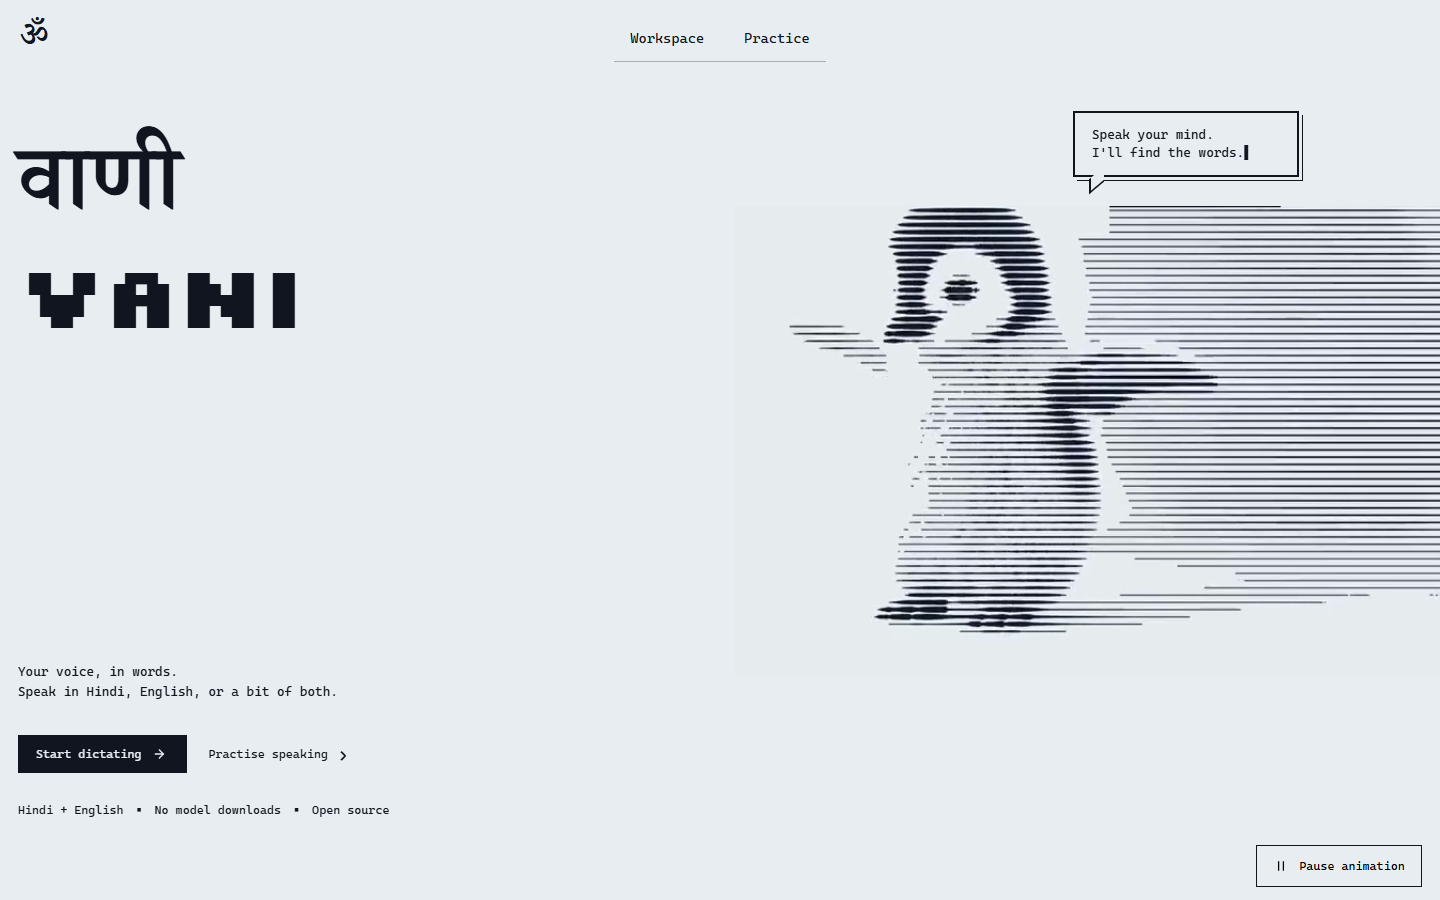 ॐ
Workspace Practice
वाणी
VANI
Speak your mind.
I'll find the words.
Your voice, in words.
Speak in Hindi, English, or a bit of both.
Start dictating → Practise speaking ›
Hindi + English ▪ No model downloads ▪ Open source
Pause animation